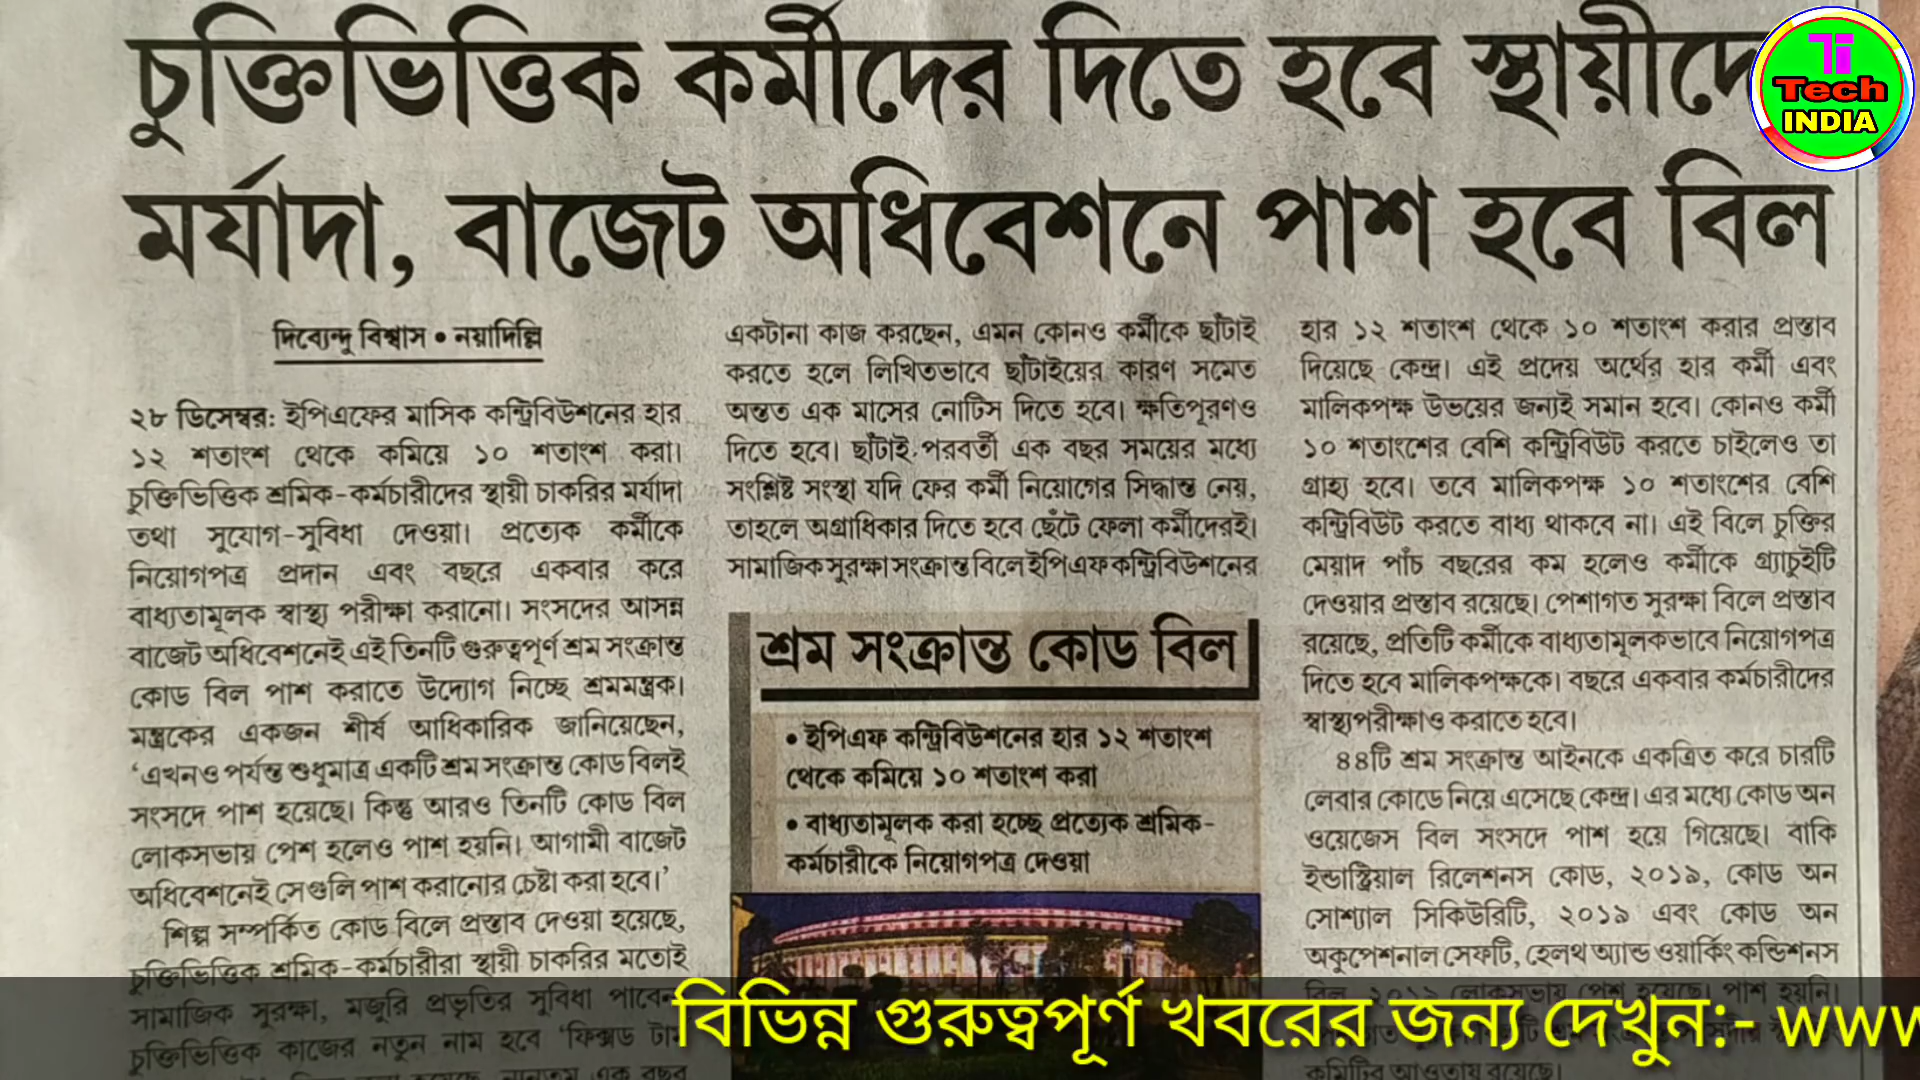 চুক্তিভিত্তিক কর্মীদের দিতে হবে স্থায়ীদে
মর্যাদা, বাজেট অধিবেশনে পাশ হবে বিল
Ti
Tech
INDIA
দিব্যেন্দু বিশ্বাস • নয়াদিল্লি
২৮ ডিসেম্বর: ইপিএফের মাসিক কন্ট্রিবিউশনের হার
১২ শতাংশ থেকে কমিয়ে ১০ শতাংশ করা।
চুক্তিভিত্তিক শ্রমিক-কর্মচারীদের স্থায়ী চাকরির মর্যাদা
তথা সুযোগ-সুবিধা দেওয়া। প্রত্যেক কর্মীকে
নিয়োগপত্র প্রদান এবং বছরে একবার করে
বাধ্যতামূলক স্বাস্থ্য পরীক্ষা করানো। সংসদের আসন্ন
বাজেট অধিবেশনেই এই তিনটি গুরুত্বপূর্ণ শ্রম সংক্রান্ত
কোড বিল পাশ করাতে উদ্যোগ নিচ্ছে শ্রমমন্ত্রক।
মন্ত্রকের একজন শীর্ষ আধিকারিক জানিয়েছেন,
‘এখনও পর্যন্ত শুধুমাত্র একটি শ্রম সংক্রান্ত কোড বিলই
সংসদে পাশ হয়েছে। কিন্তু আরও তিনটি কোড বিল
লোকসভায় পেশ হলেও পাশ হয়নি। আগামী বাজেট
অধিবেশনেই সেগুলি পাশ করানোর চেষ্টা করা হবে।’
শিল্প সম্পর্কিত কোড বিলে প্রস্তাব দেওয়া হয়েছে,
চুক্তিভিত্তিক শ্রমিক-কর্মচারীরা স্থায়ী চাকরির মতোই
সামাজিক সুরক্ষা, মজুরি প্রভৃতির সুবিধা পাবেন
চুক্তিভিত্তিক কাজের নতুন নাম হবে ‘ফিক্সড টা
একটানা কাজ করছেন, এমন কোনও কর্মীকে ছাঁটাই
করতে হলে লিখিতভাবে ছাঁটাইয়ের কারণ সমেত
অন্তত এক মাসের নোটিস দিতে হবে। ক্ষতিপূরণও
দিতে হবে। ছাঁটাই পরবর্তী এক বছর সময়ের মধ্যে
সংশ্লিষ্ট সংস্থা যদি ফের কর্মী নিয়োগের সিদ্ধান্ত নেয়,
তাহলে অগ্রাধিকার দিতে হবে ছেঁটে ফেলা কর্মীদেরই।
সামাজিক সুরক্ষা সংক্রান্ত বিলে ইপিএফ কন্ট্রিবিউশনের
শ্রম সংক্রান্ত কোড বিল
• ইপিএফ কন্ট্রিবিউশনের হার ১২ শতাংশ
থেকে কমিয়ে ১০ শতাংশ করা
• বাধ্যতামূলক করা হচ্ছে প্রত্যেক শ্রমিক-
কর্মচারীকে নিয়োগপত্র দেওয়া
হার ১২ শতাংশ থেকে ১০ শতাংশ করার প্রস্তাব
দিয়েছে কেন্দ্র। এই প্রদেয় অর্থের হার কর্মী এবং
মালিকপক্ষ উভয়ের জন্যই সমান হবে। কোনও কর্মী
১০ শতাংশের বেশি কন্ট্রিবিউট করতে চাইলেও তা
গ্রাহ্য হবে। তবে মালিকপক্ষ ১০ শতাংশের বেশি
কন্ট্রিবিউট করতে বাধ্য থাকবে না। এই বিলে চুক্তির
মেয়াদ পাঁচ বছরের কম হলেও কর্মীকে গ্র্যাচুইটি
দেওয়ার প্রস্তাব রয়েছে। পেশাগত সুরক্ষা বিলে প্রস্তাব
রয়েছে, প্রতিটি কর্মীকে বাধ্যতামূলকভাবে নিয়োগপত্র
দিতে হবে মালিকপক্ষকে। বছরে একবার কর্মচারীদের
স্বাস্থ্যপরীক্ষাও করাতে হবে।
৪৪টি শ্রম সংক্রান্ত আইনকে একত্রিত করে চারটি
লেবার কোডে নিয়ে এসেছে কেন্দ্র। এর মধ্যে কোড অন
ওয়েজেস বিল সংসদে পাশ হয়ে গিয়েছে। বাকি
ইন্ডাস্ট্রিয়াল রিলেশনস কোড, ২০১৯, কোড অন
সোশ্যাল সিকিউরিটি, ২০১৯ এবং কোড অন
অকুপেশনাল সেফটি, হেলথ অ্যান্ড ওয়ার্কিং কন্ডিশনস
বিল, ২০১৯ লোকসভায় পেশ হয়েছে। পাশ হয়নি।
কমিটির আওতায় রয়েছে।
বিভিন্ন গুরুত্বপূর্ণ খবরের জন্য দেখুন:- www